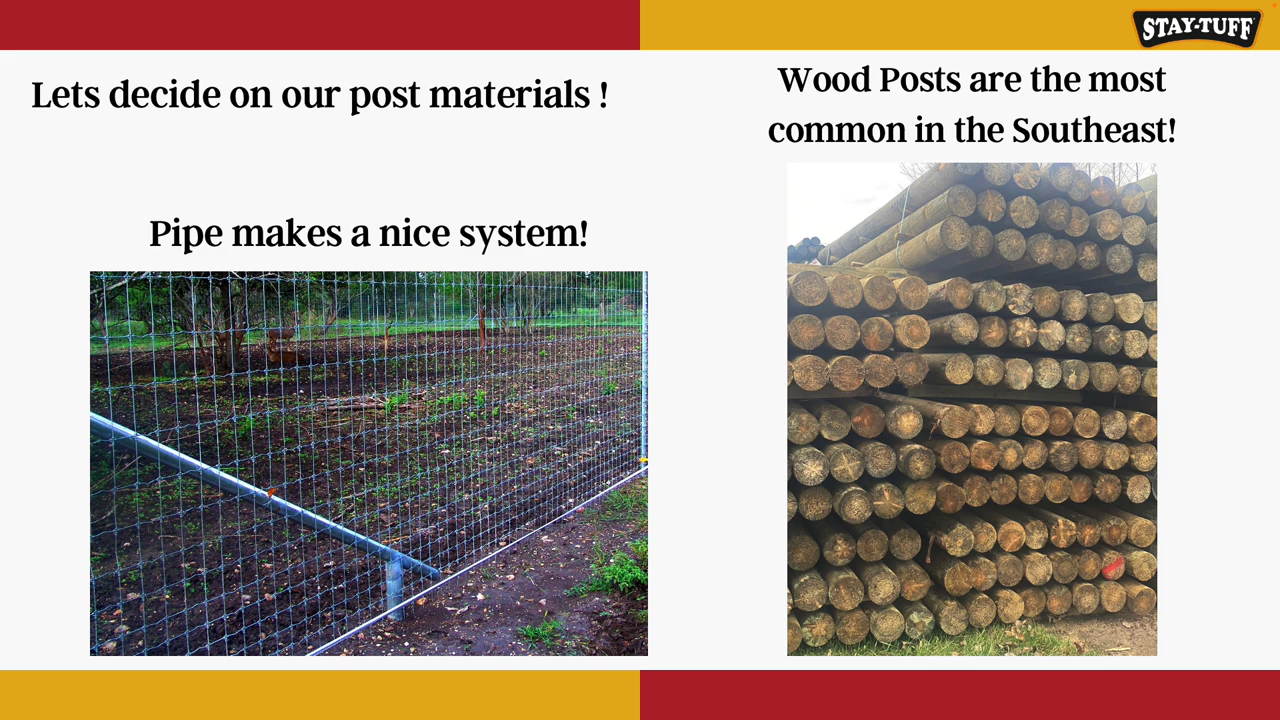 STAY-TUFF
Lets decide on our post materials !
Pipe makes a nice system!
Wood Posts are the most
common in the Southeast!